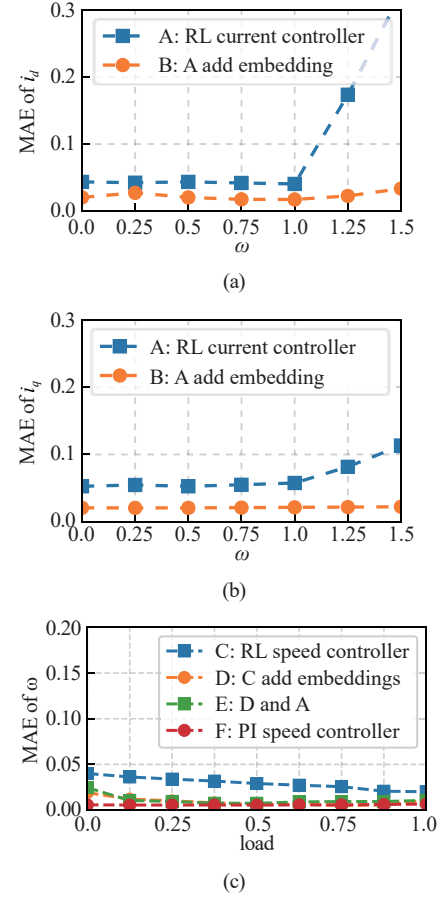 0.3
A: RL current controller
B: A add embedding
0.2
0.1
0.0
MAE of i_d
0.0 0.25 0.5 0.75 1.0 1.25 1.5
ω
(a)
0.3
A: RL current controller
B: A add embedding
0.2
0.1
0.0
MAE of i_q
0.0 0.25 0.5 0.75 1.0 1.25 1.5
ω
(b)
0.20
C: RL speed controller
D: C add embeddings
E: D and A
F: PI speed controller
0.15
0.10
0.05
0.00
MAE of ω
0.0 0.25 0.5 0.75 1.0
load
(c)